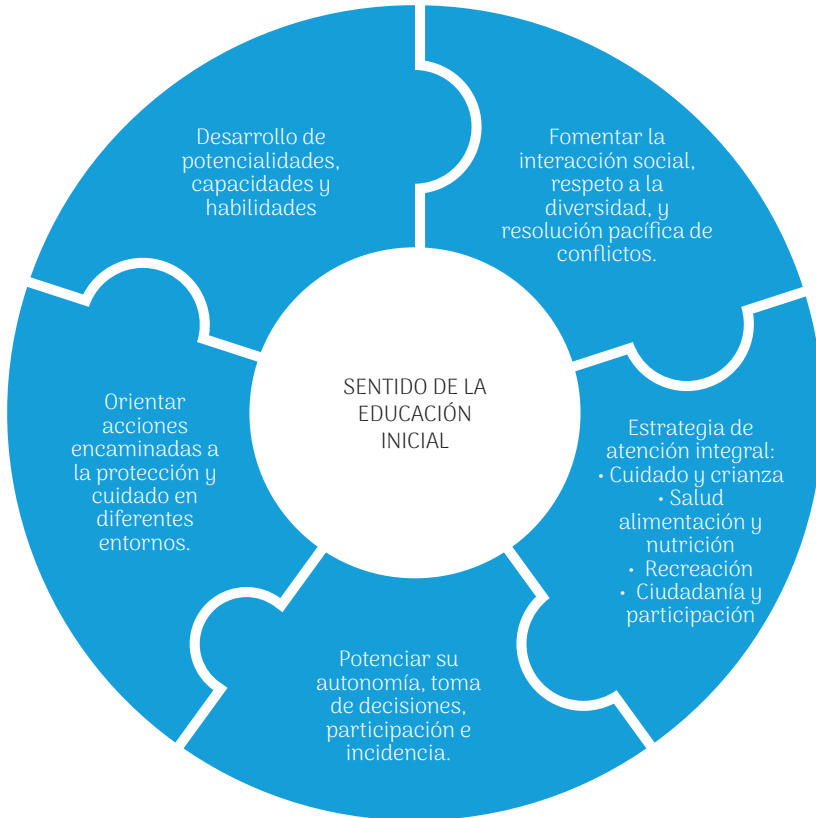 Desarrollo de
potencialidades,
capacidades y
habilidades
Fomentar la
interacción social,
respeto a la
diversidad, y
resolución pacífica de
conflictos.
SENTIDO DE LA
EDUCACIÓN
INICIAL
Orientar
acciones
encaminadas a
la protección y
cuidado en
diferentes
entornos.
Estrategia de
atención integral:
• Cuidado y crianza
• Salud
alimentación y
nutrición
• Recreación
• Ciudadanía y
participación
Potenciar su
autonomía, toma
de decisiones,
participación e
incidencia.